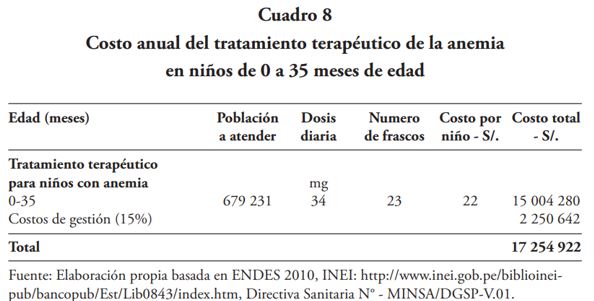 Cuadro 8
Costo anual del tratamiento terapéutico de la anemia
en niños de 0 a 35 meses de edad
Edad (meses) Población Dosis Numero Costo por Costo total
a atender diaria de frascos niño - S/. - S/.
Tratamiento terapéutico
para niños con anemia mg
0-35 679 231 34 23 22 15 004 280
Costos de gestión (15%) 2 250 642
Total 17 254 922
Fuente: Elaboración propia basada en ENDES 2010, INEI: http://www.inei.gob.pe/biblioinei-
pub/bancopub/Est/Lib0843/index.htm, Directiva Sanitaria N° - MINSA/DGSP-V.01.